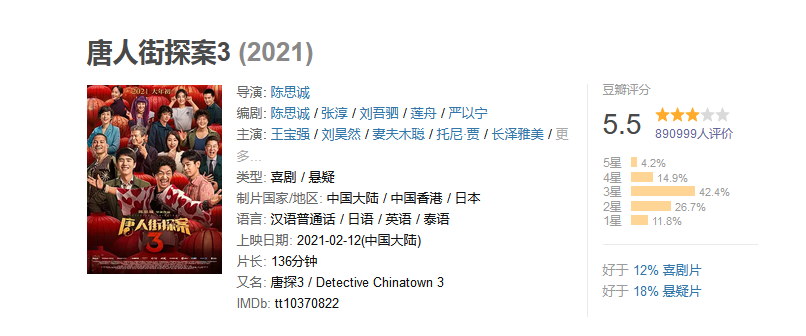 唐人街探案3 (2021)
2021 大年初一
唐人街探案
3
导演: 陈思诚
编剧: 陈思诚 / 张淳 / 刘吾驷 / 莲舟 / 严以宁
主演: 王宝强 / 刘昊然 / 妻夫木聪 / 托尼·贾 / 长泽雅美 / 更
多...
类型: 喜剧 / 悬疑
制片国家/地区: 中国大陆 / 中国香港 / 日本
语言: 汉语普通话 / 日语 / 英语 / 泰语
上映日期: 2021-02-12(中国大陆)
片长: 136分钟
又名: 唐探3 / Detective Chinatown 3
IMDb: tt10370822
豆瓣评分
5.5
890999人评价
5星 4.2%
4星 14.9%
3星 42.4%
2星 26.7%
1星 11.8%
好于 12% 喜剧片
好于 18% 悬疑片